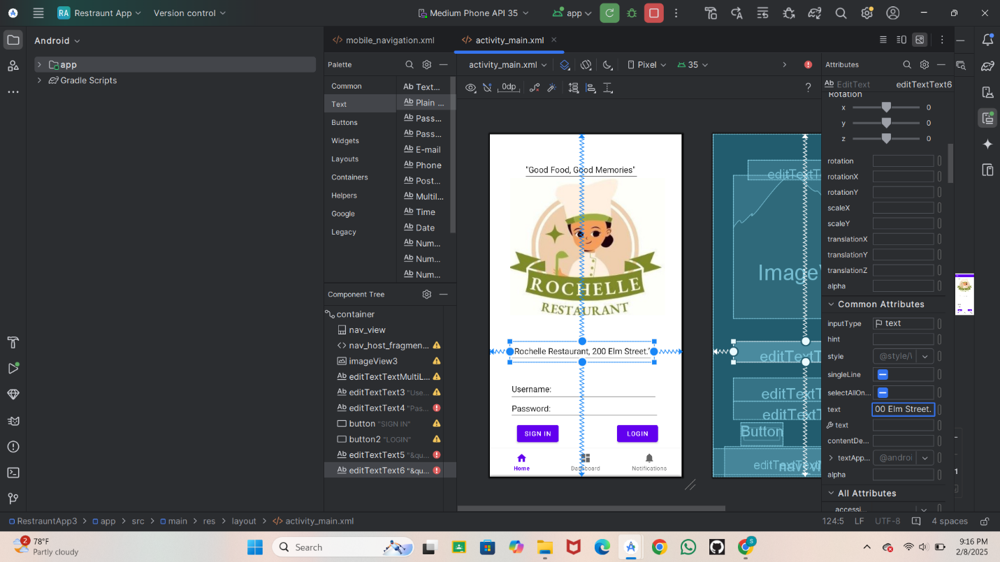 RA Restraunt App Version control Medium Phone API 35 app
Android
app
Gradle Scripts
mobile_navigation.xml activity_main.xml
Palette
Common
Text
Buttons
Widgets
Layouts
Containers
Helpers
Google
Legacy
Ab Text...
Ab Plain ...
Ab Pass...
Ab Pass...
Ab E-mail
Ab Phone
Ab Post...
Ab Multil...
Ab Time
Ab Date
Ab Num...
Ab Num...
Ab Num...
Component Tree
container
nav_view
nav_host_fragmen...
imageView3
Ab editTextTextMultiL...
Ab editTextText3 "Use...
Ab editTextText4 "Pas...
button "SIGN IN"
button2 "LOGIN"
Ab editTextText5 "&qu...
Ab editTextText6 "&qu...
activity_main.xml Pixel 35
0dp ?
"Good Food, Good Memories"
ROCHELLE
RESTAURANT
Rochelle Restaurant, 200 Elm Street."
Username:
Password:
SIGN IN LOGIN
Home Dashboard Notifications
editTextT
ImageV
editTextT
editTextT
editTextT
Button
Attributes
Ab EditText editTextText6
Rotation
x 0
y 0
z 0
rotation
rotationX
rotationY
scaleX
scaleY
translationX
translationY
translationZ
alpha
Common Attributes
inputType text
hint
style @style/\
singleLine
selectAllOn...
text 00 Elm Street.
text
contentDe...
textApp... @androi
alpha
All Attributes
accessi...
1
RestrauntApp3 app src main res layout activity_main.xml 124:5 LF UTF-8 4 spaces
2 78°F
Partly cloudy
Search
S
9:16 PM
2/8/2025